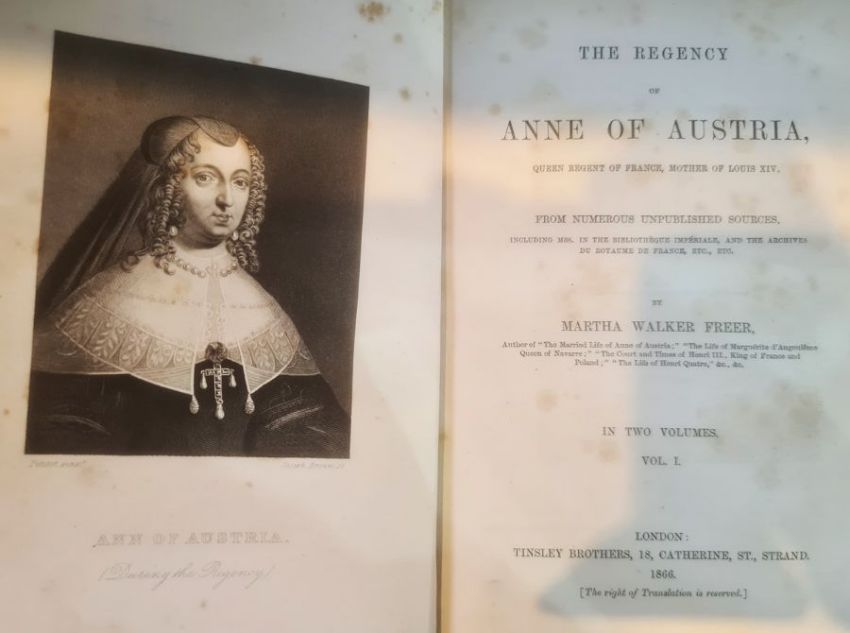 ANN OF AUSTRIA.
(During the Regency)
THE REGENCY
OF
ANNE OF AUSTRIA,
QUEEN REGENT OF FRANCE, MOTHER OF LOUIS XIV.
FROM NUMEROUS UNPUBLISHED SOURCES,
INCLUDING MSS. IN THE BIBLIOTHÈQUE IMPÉRIALE, AND THE ARCHIVES
DU ROYAUME DE FRANCE, ETC., ETC.
BY
MARTHA WALKER FREER,
Author of "The Married Life of Anne of Austria;" "The Life of Marguérite d'Angoulême
Queen of Navarre;" "The Court and Times of Henri III., King of France and
Poland;" "The Life of Henri Quatre," &c., &c.
IN TWO VOLUMES.
VOL. I.
LONDON:
TINSLEY BROTHERS, 18, CATHERINE, ST., STRAND.
1866.
[The right of Translation is reserved.]